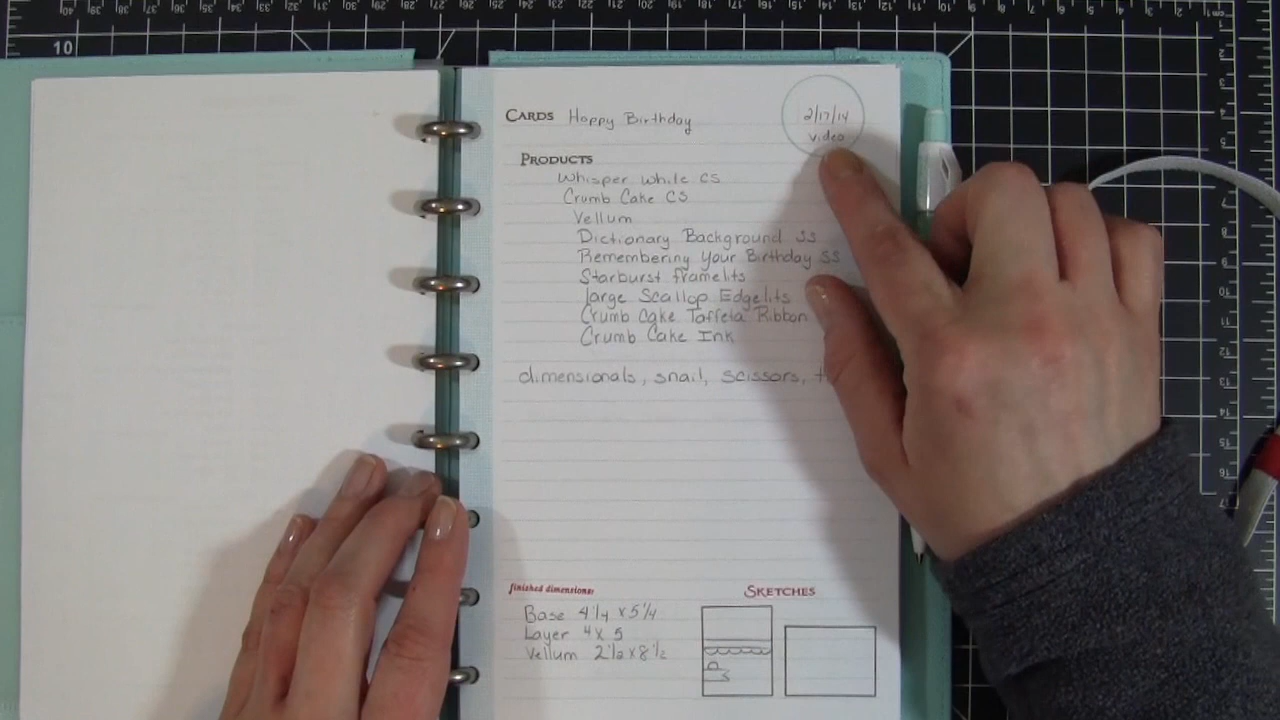 CARDS Happy Birthday
2/17/14
video
PRODUCTS
Whisper White CS
Crumb Cake CS
Vellum
Dictionary Background SS
Remembering Your Birthday SS
Starburst framelits
Large Scallop Edgelits
Crumb Cake Taffeta Ribbon
Crumb Cake Ink
dimensionals, snail, scissors, t
finished dimensions
SKETCHES
Base 4 1/4 x 5 1/4
Layer 4 x 5
Vellum 2 1/2 x 8 1/2
10